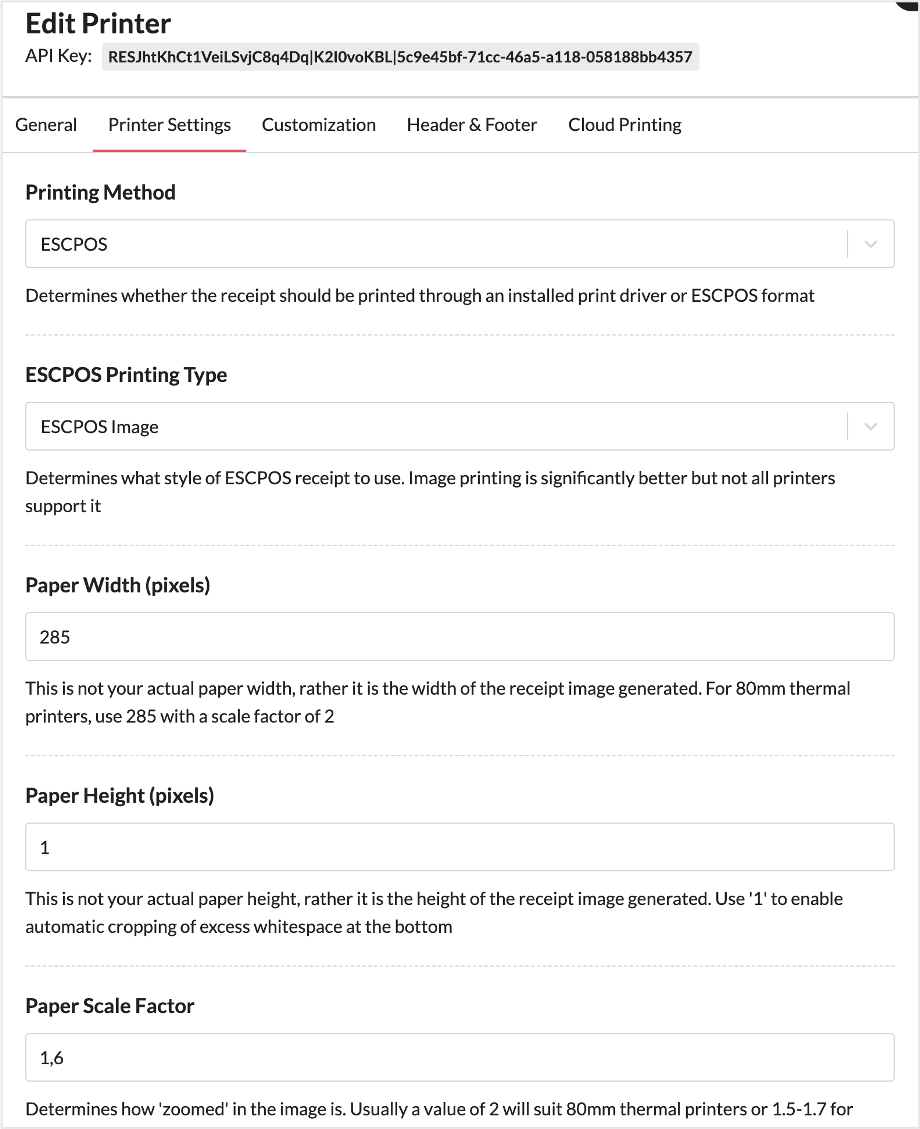 Edit Printer
API Key: RESJhtKhCt1VeiLSvjC8q4Dq|K2I0voKBL|5c9e45bf-71cc-46a5-a118-058188bb4357
General Printer Settings Customization Header & Footer Cloud Printing
Printing Method
ESCPOS
Determines whether the receipt should be printed through an installed print driver or ESCPOS format
ESCPOS Printing Type
ESCPOS Image
Determines what style of ESCPOS receipt to use. Image printing is significantly better but not all printers
support it
Paper Width (pixels)
285
This is not your actual paper width, rather it is the width of the receipt image generated. For 80mm thermal
printers, use 285 with a scale factor of 2
Paper Height (pixels)
1
This is not your actual paper height, rather it is the height of the receipt image generated. Use '1' to enable
automatic cropping of excess whitespace at the bottom
Paper Scale Factor
1,6
Determines how 'zoomed' in the image is. Usually a value of 2 will suit 80mm thermal printers or 1.5-1.7 for